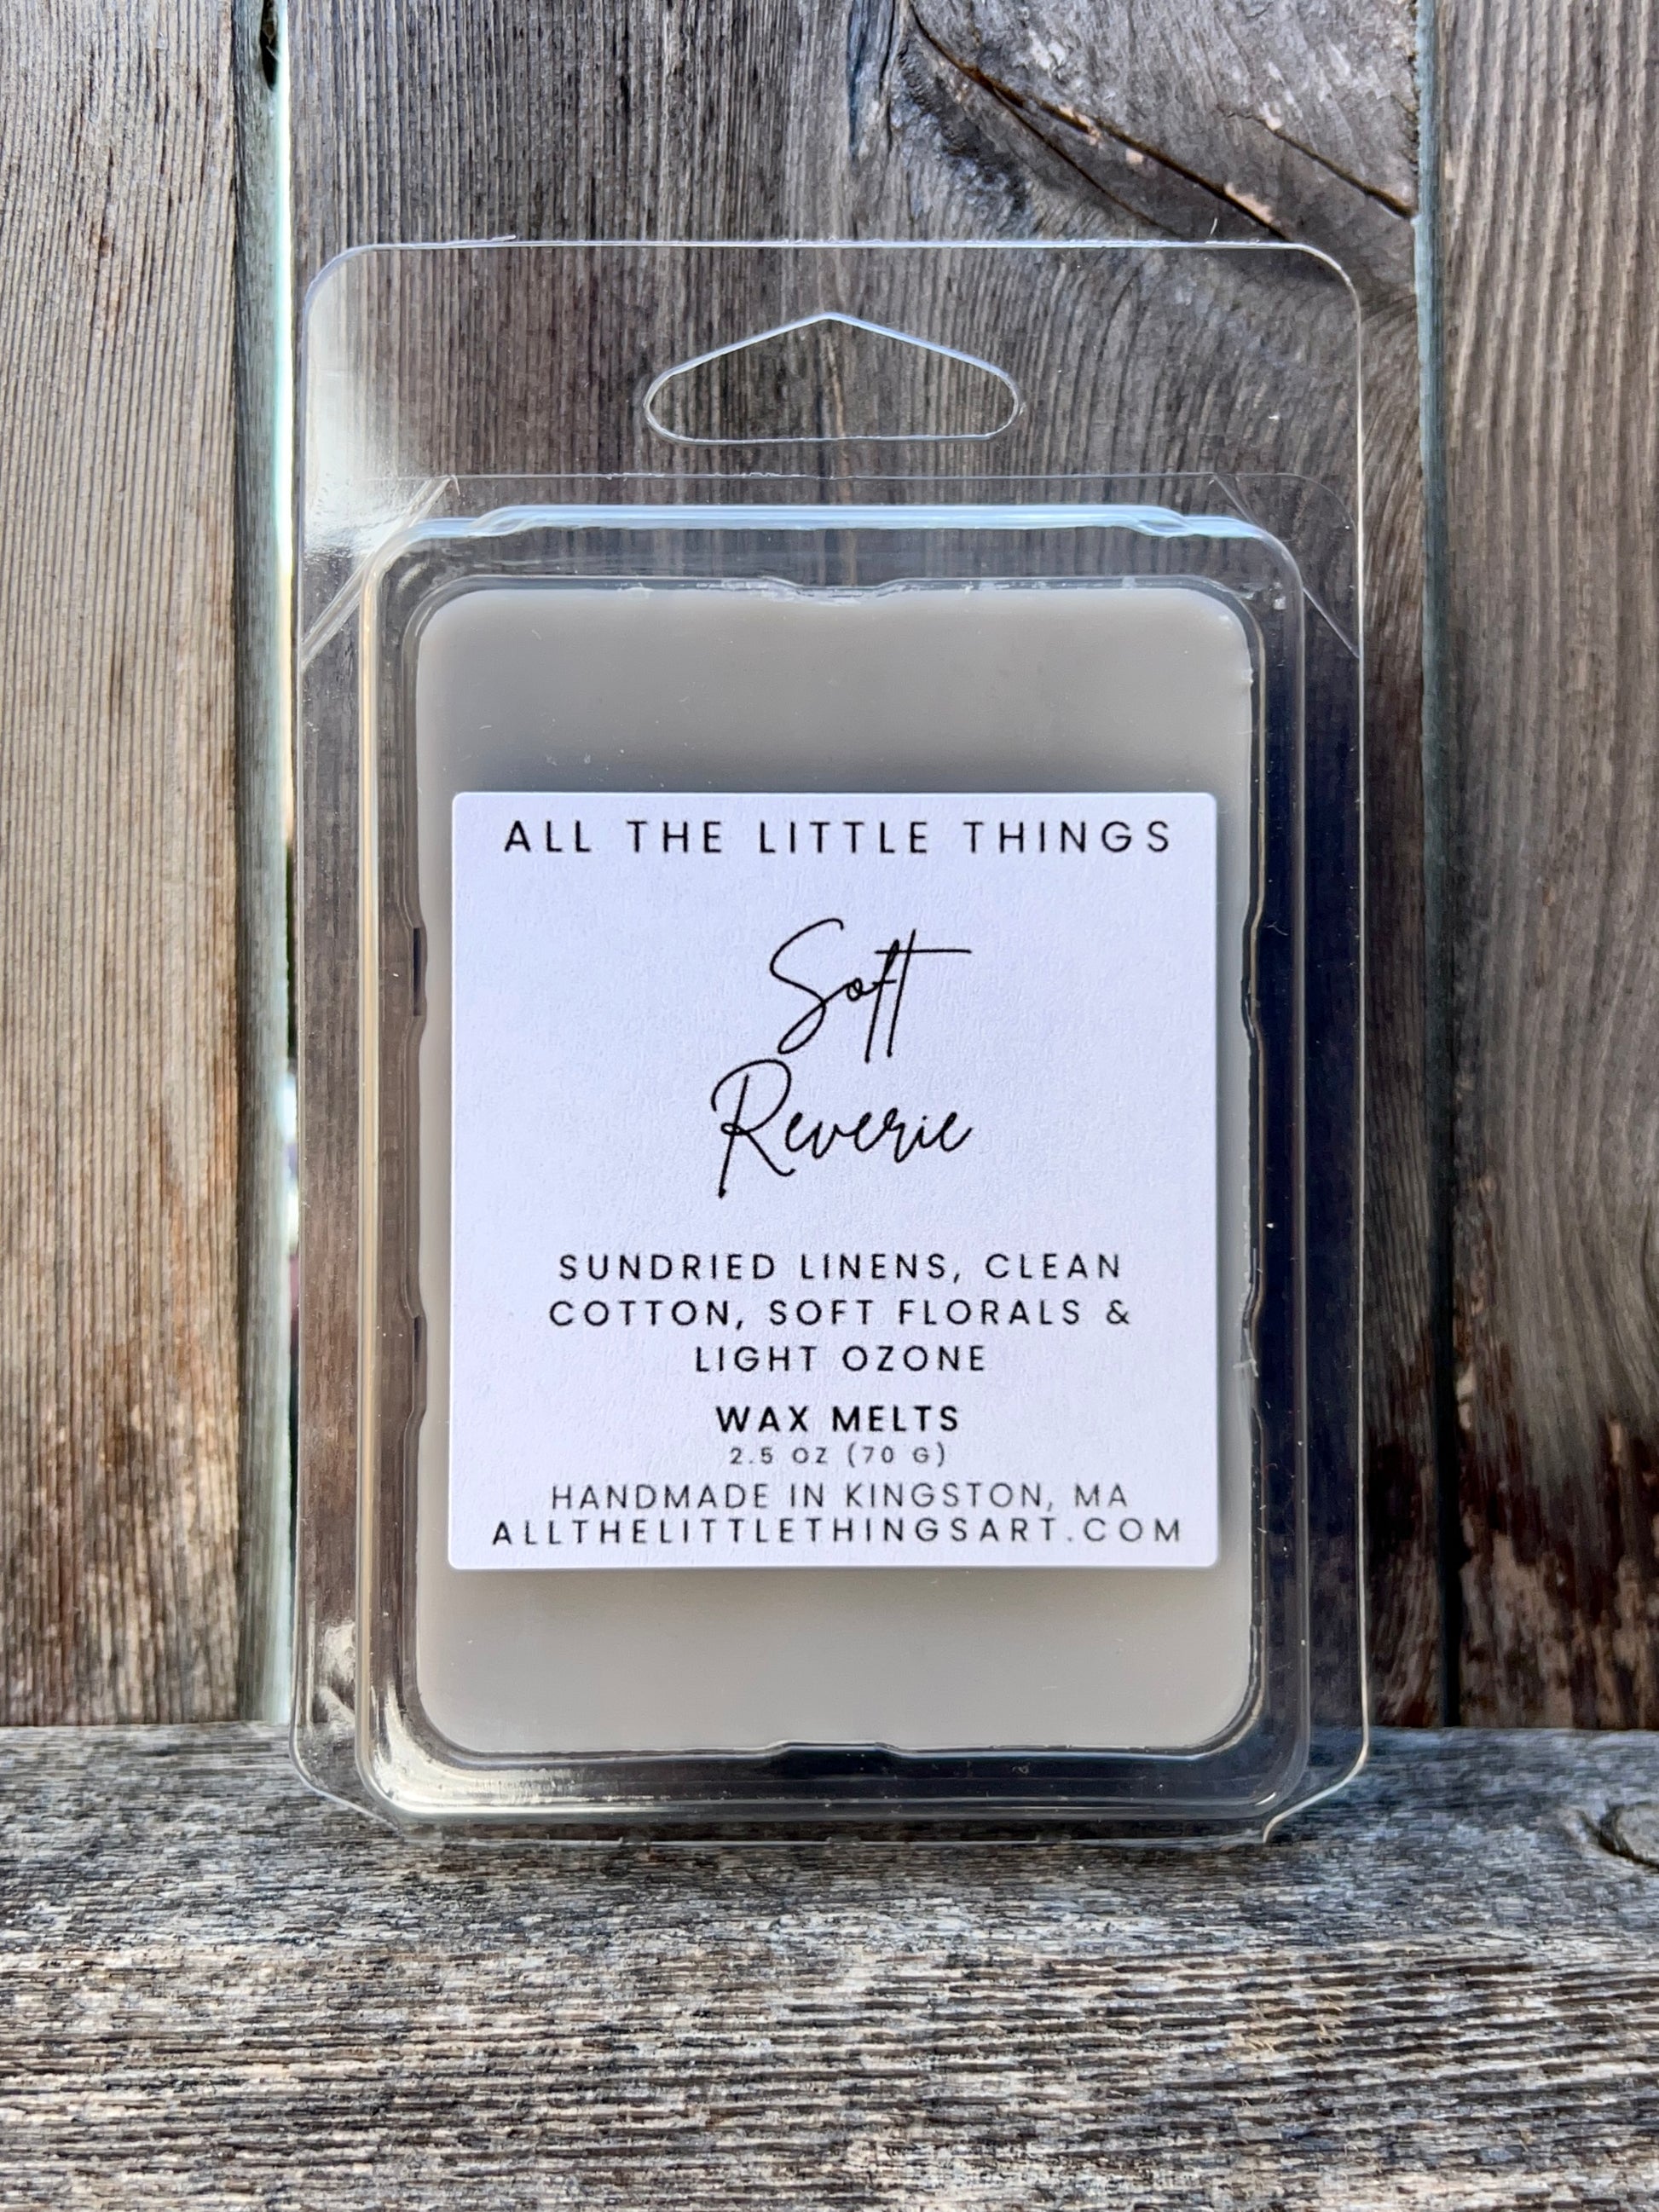 ALL THE LITTLE THINGS
Soft
Reverie
SUNDRIED LINENS, CLEAN
COTTON, SOFT FLORALS &
LIGHT OZONE
WAX MELTS
2.5 OZ (70 G)
HANDMADE IN KINGSTON, MA
ALLTHELITTLETHINGSART.COM